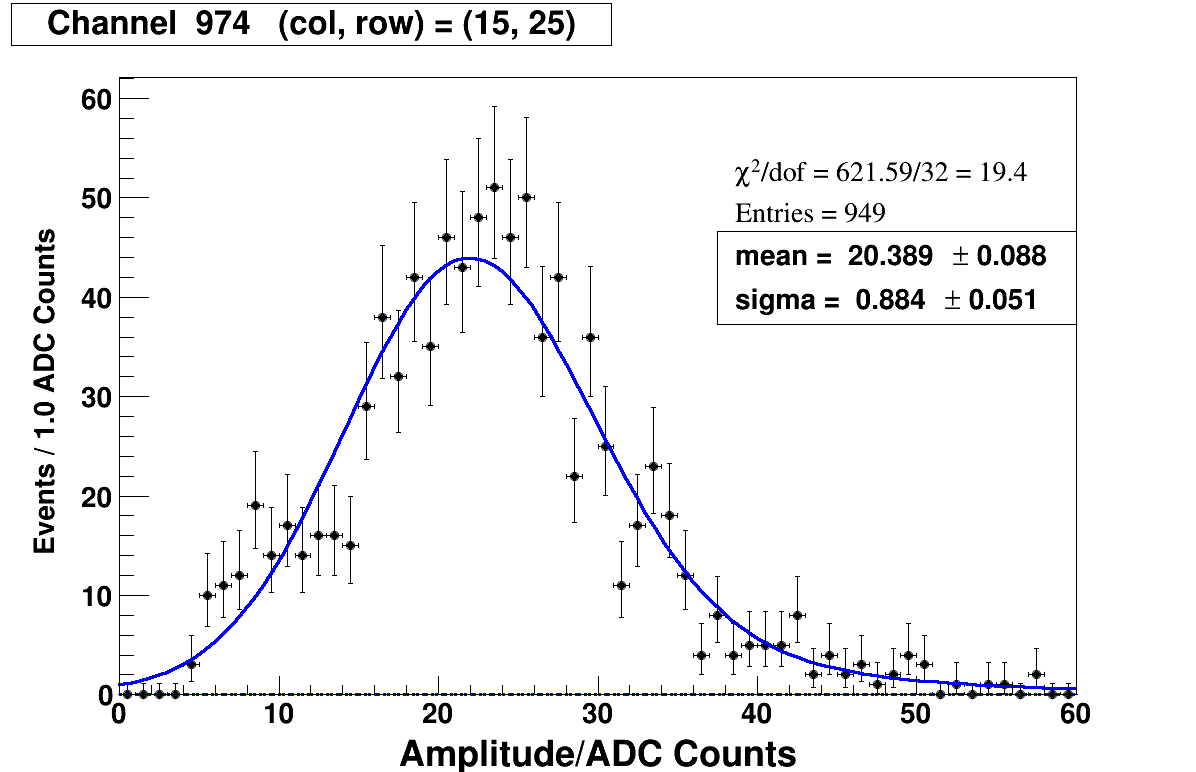 Channel 974 (col, row) = (15, 25)
χ²/dof = 621.59/32 = 19.4
Entries = 949
mean = 20.389 ± 0.088
sigma = 0.884 ± 0.051
Events / 1.0 ADC Counts
60
50
40
30
20
10
0
0 10 20 30 40 50 60
Amplitude/ADC Counts